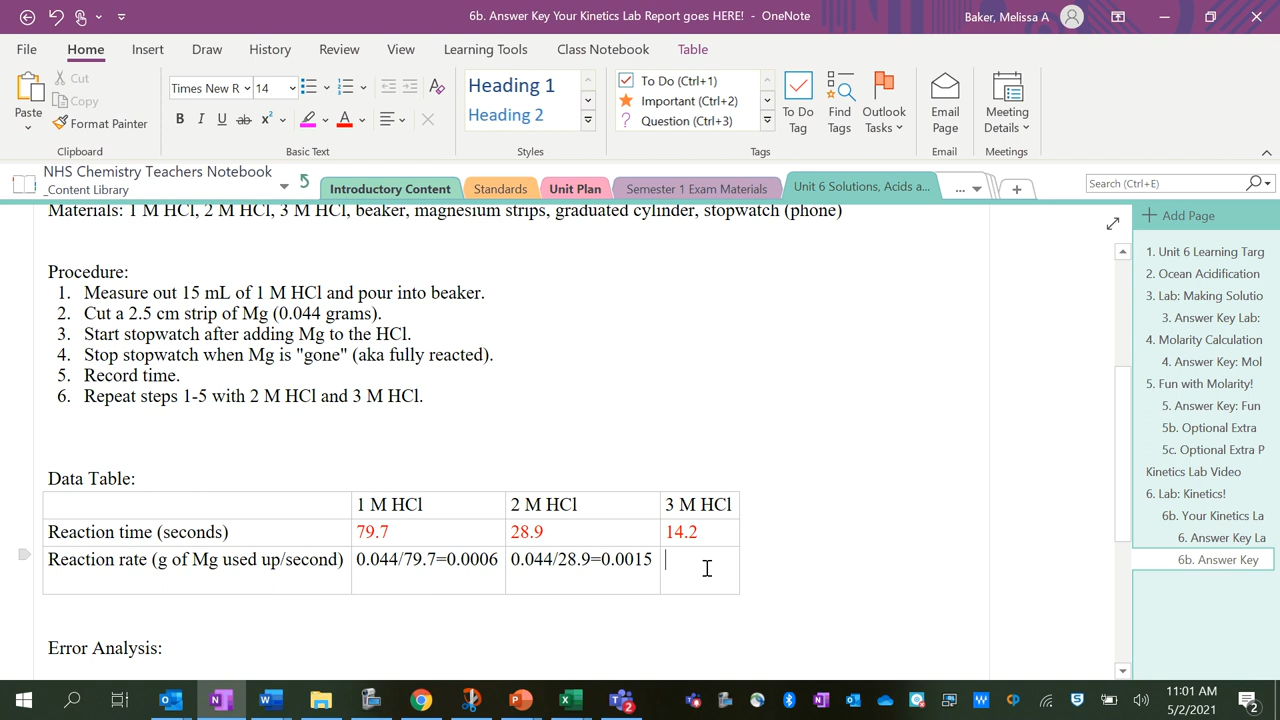 6b. Answer Key Your Kinetics Lab Report goes HERE! - OneNote
Baker, Melissa A
File Home Insert Draw History Review View Learning Tools Class Notebook Table
Paste
Cut
Copy
Format Painter
Clipboard
Times New R 14
B I U ab x² A
Basic Text
Heading 1
Heading 2
Styles
To Do (Ctrl+1)
Important (Ctrl+2)
Question (Ctrl+3)
To Do Tag
Find Tags
Outlook Tasks
Tags
Email Page
Email
Meeting Details
Meetings
NHS Chemistry Teachers Notebook
_Content Library
Introductory Content Standards Unit Plan Semester 1 Exam Materials Unit 6 Solutions, Acids a... ... +
Search (Ctrl+E)
Materials: 1 M HCl, 2 M HCl, 3 M HCl, beaker, magnesium strips, graduated cylinder, stopwatch (phone)
Procedure:
1. Measure out 15 mL of 1 M HCl and pour into beaker.
2. Cut a 2.5 cm strip of Mg (0.044 grams).
3. Start stopwatch after adding Mg to the HCl.
4. Stop stopwatch when Mg is "gone" (aka fully reacted).
5. Record time.
6. Repeat steps 1-5 with 2 M HCl and 3 M HCl.
Data Table:
1 M HCl 2 M HCl 3 M HCl
Reaction time (seconds) 79.7 28.9 14.2
Reaction rate (g of Mg used up/second) 0.044/79.7=0.0006 0.044/28.9=0.0015
Error Analysis:
Add Page
1. Unit 6 Learning Targ
2. Ocean Acidification
3. Lab: Making Solutio
3. Answer Key Lab:
4. Molarity Calculation
4. Answer Key: Mol
5. Fun with Molarity!
5. Answer Key: Fun
5b. Optional Extra
5c. Optional Extra P
Kinetics Lab Video
6. Lab: Kinetics!
6b. Your Kinetics La
6. Answer Key La
6b. Answer Key
11:01 AM
5/2/2021
2